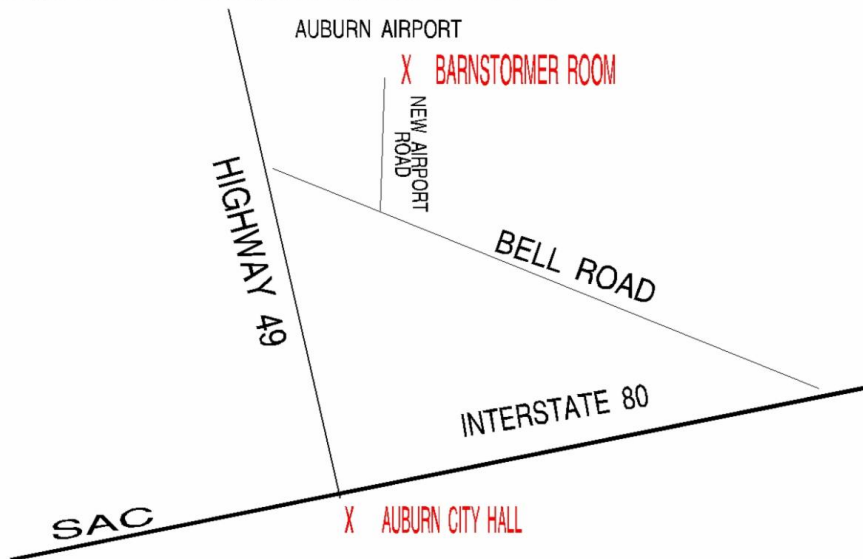 AUBURN AIRPORT
X BARNSTORMER ROOM
NEW AIRPORT
ROAD
HIGHWAY 49
BELL ROAD
INTERSTATE 80
SAC
X AUBURN CITY HALL